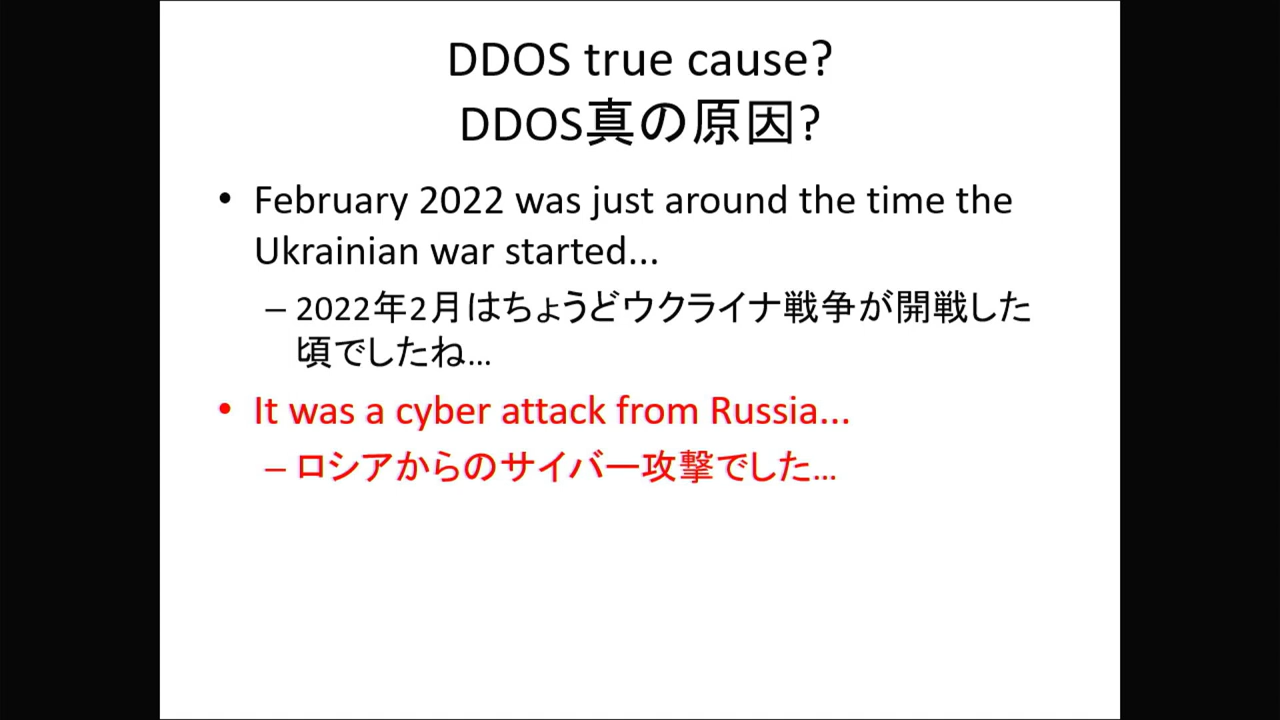 DDOS true cause?
DDOS真の原因?
• February 2022 was just around the time the
Ukrainian war started...
– 2022年2月はちょうどウクライナ戦争が開戦した
頃でしたね...
• It was a cyber attack from Russia...
– ロシアからのサイバー攻撃でした...